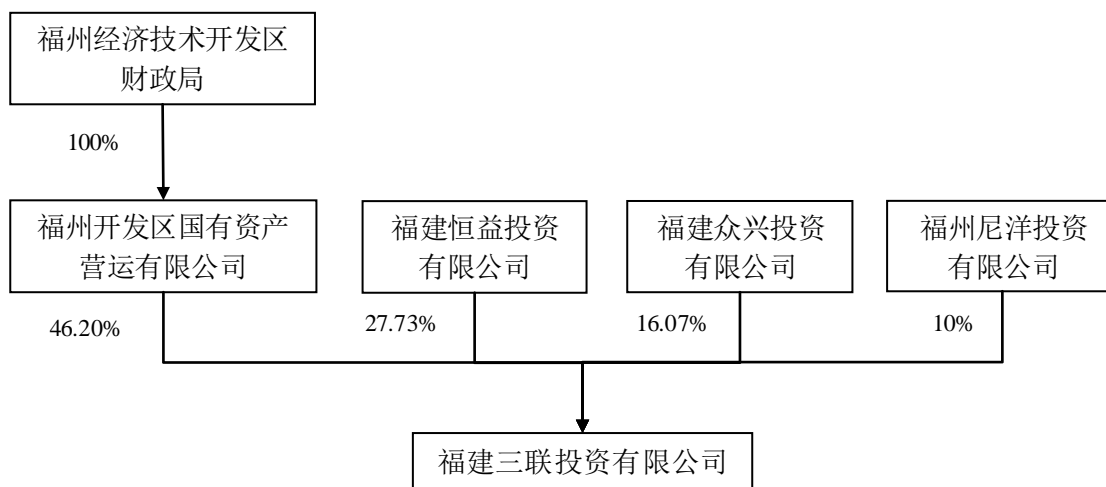 福州经济技术开发区
财政局
100%
福州开发区国有资产
营运有限公司
福建恒益投资
有限公司
福建众兴投资
有限公司
福州尼洋投资
有限公司
46.20%
27.73%
16.07%
10%
福建三联投资有限公司